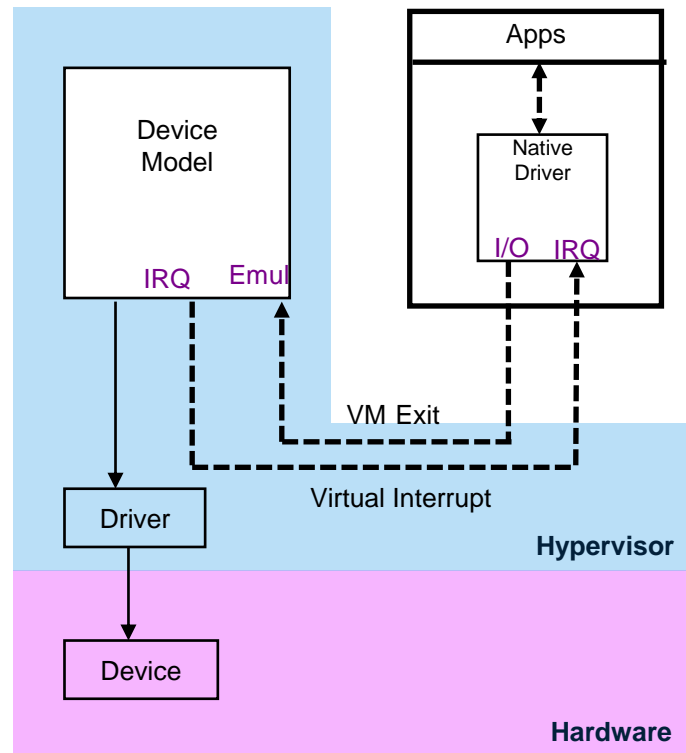 Apps
Device
Model
Native
Driver
I/O IRQ
IRQ Emul
VM Exit
Virtual Interrupt
Driver
Hypervisor
Device
Hardware